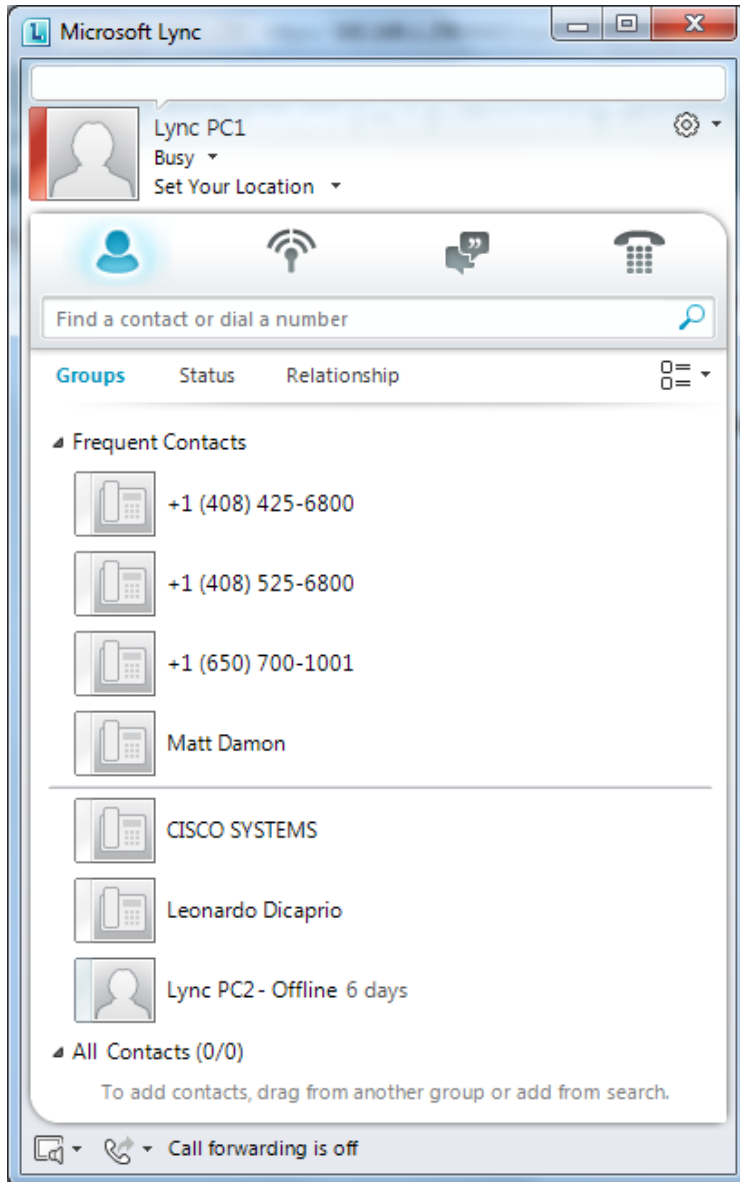 Microsoft Lync
Lync PC1
Busy
Set Your Location
Find a contact or dial a number
Groups Status Relationship
Frequent Contacts
+1 (408) 425-6800
+1 (408) 525-6800
+1 (650) 700-1001
Matt Damon
CISCO SYSTEMS
Leonardo Dicaprio
Lync PC2 - Offline 6 days
All Contacts (0/0)
To add contacts, drag from another group or add from search.
Call forwarding is off